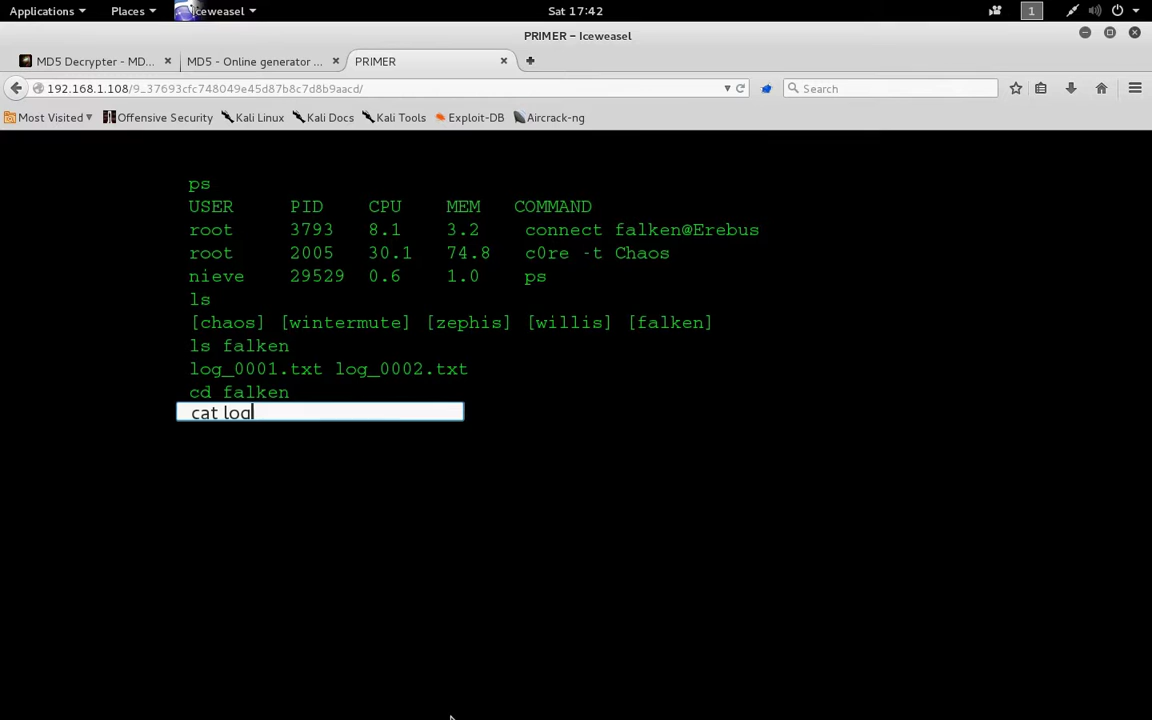 Applications Places Iceweasel Sat 17:42 1
PRIMER – Iceweasel
MD5 Decrypter - MD... MD5 - Online generator ... PRIMER
192.168.1.108/9_37693cfc748049e45d87b8c7d8b9aacd/ Search
Most Visited Offensive Security Kali Linux Kali Docs Kali Tools Exploit-DB Aircrack-ng
ps
USER PID CPU MEM COMMAND
root 3793 8.1 3.2 connect falken@Erebus
root 2005 30.1 74.8 c0re -t Chaos
nieve 29529 0.6 1.0 ps
ls
[chaos] [wintermute] [zephis] [willis] [falken]
ls falken
log_0001.txt log_0002.txt
cd falken
cat log